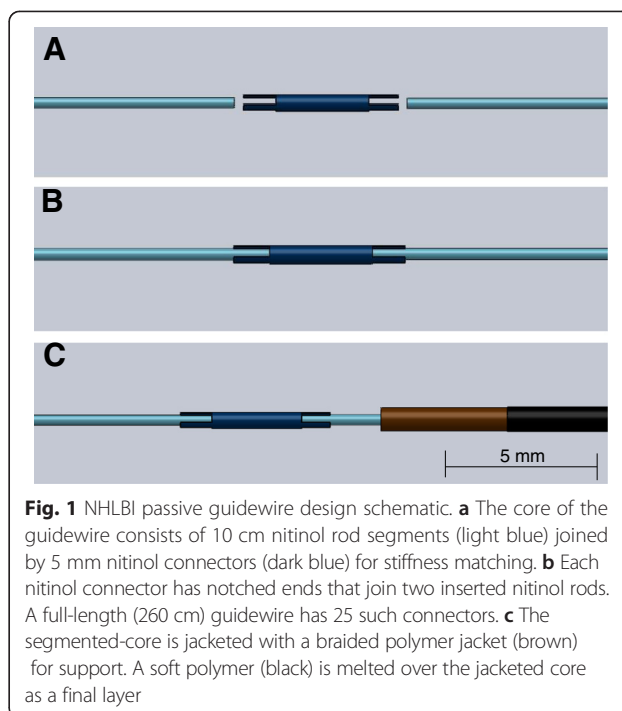 A
B
C
5 mm
Fig. 1 NHLBI passive guidewire design schematic. a The core of the
guidewire consists of 10 cm nitinol rod segments (light blue) joined
by 5 mm nitinol connectors (dark blue) for stiffness matching. b Each
nitinol connector has notched ends that join two inserted nitinol rods.
A full-length (260 cm) guidewire has 25 such connectors. c The
segmented-core is jacketed with a braided polymer jacket (brown)
for support. A soft polymer (black) is melted over the jacketed core
as a final layer